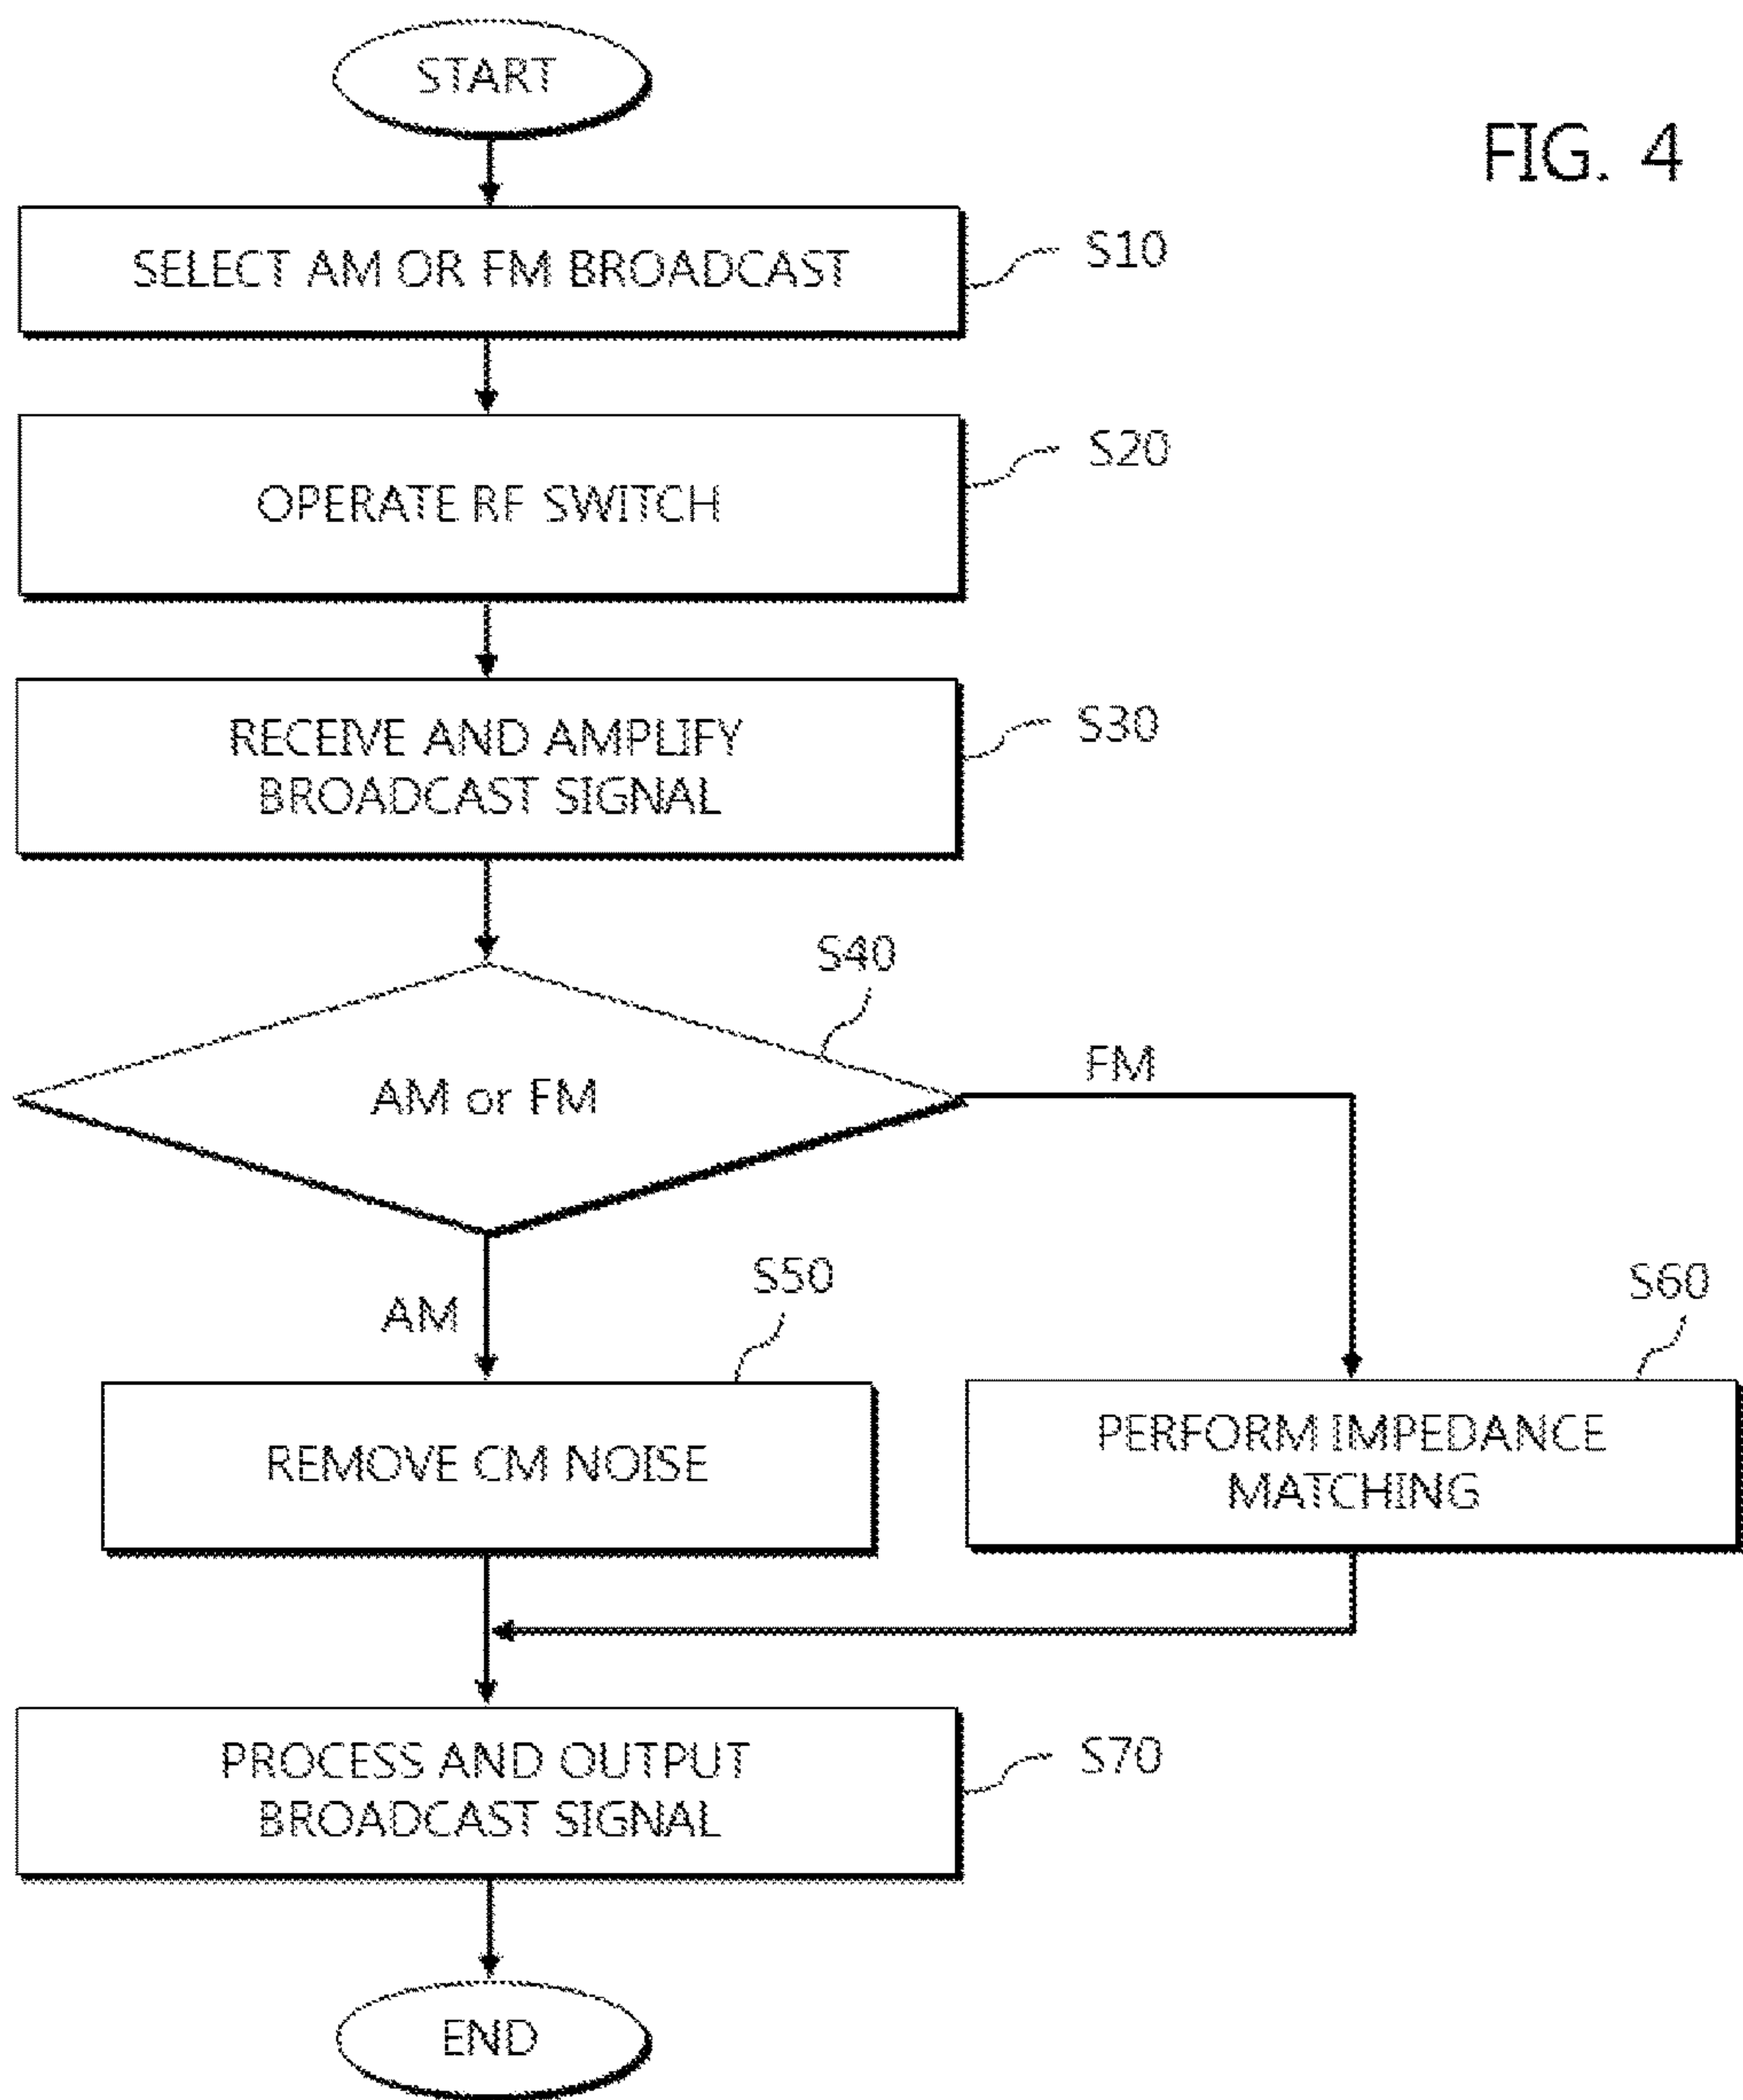 START
FIG. 4
SELECT AM OR FM BROADCAST
S10
OPERATE RF SWITCH
S20
RECEIVE AND AMPLIFY
BROADCAST SIGNAL
S30
S40
AM or FM
FM
AM
S50
REMOVE CM NOISE
S60
PERFORM IMPEDANCE
MATCHING
PROCESS AND OUTPUT
BROADCAST SIGNAL
S70
END